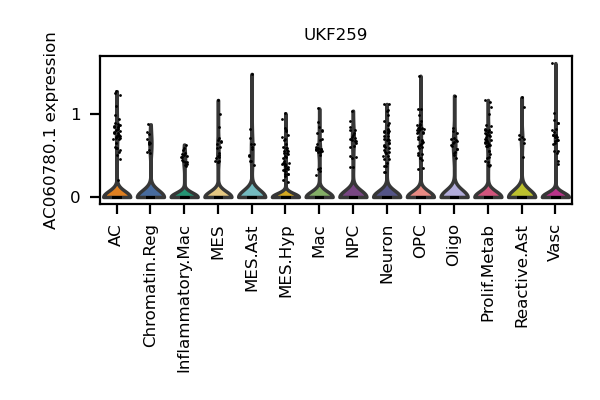 UKF259
AC060780.1 expression
1
0
AC
Chromatin.Reg
Inflammatory.Mac
MES
MES.Ast
MES.Hyp
Mac
NPC
Neuron
OPC
Oligo
Prolif.Metab
Reactive.Ast
Vasc